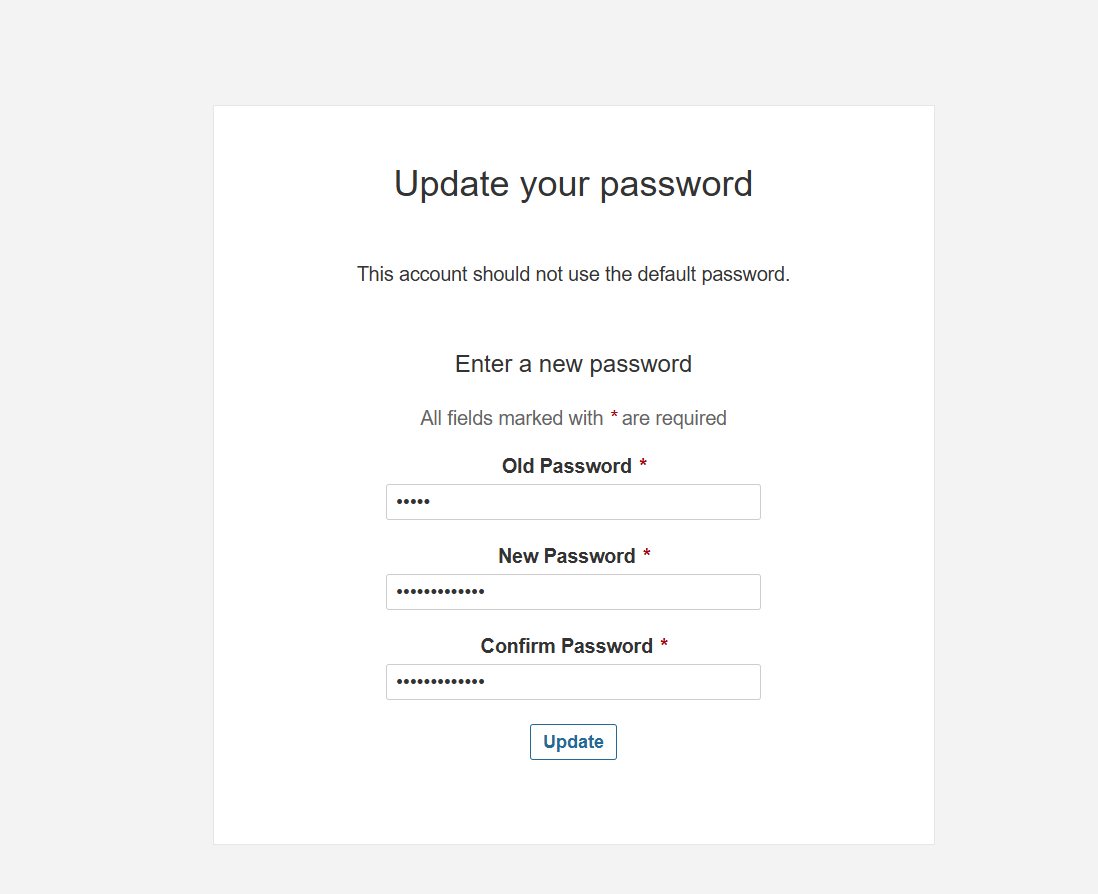 Update your password
This account should not use the default password.
Enter a new password
All fields marked with * are required
Old Password *
•••••
New Password *
•••••••••••••
Confirm Password *
•••••••••••••
Update